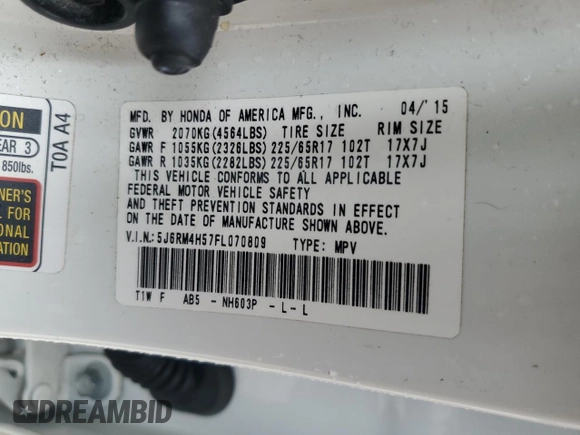 ON
EAR 3
850lbs.
NER'S
L FOR
IONAL
ATION.
T0A A4
MFD. BY HONDA OF AMERICA MFG., INC. 04/'15
GVWR 2070KG(4564LBS) TIRE SIZE RIM SIZE
GAWR F 1055KG(2326LBS) 225/65R17 102T 17X7J
GAWR R 1035KG(2282LBS) 225/65R17 102T 17X7J
THIS VEHICLE CONFORMS TO ALL APPLICABLE
FEDERAL MOTOR VEHICLE SAFETY
AND THEFT PREVENTION STANDARDS IN EFFECT
ON THE DATE OF MANUFACTURE SHOWN ABOVE.
V.I.N.: 5J6RM4H57FL070809 TYPE: MPV
T1W F AB5 - NH603P - L - L
DREAMBID